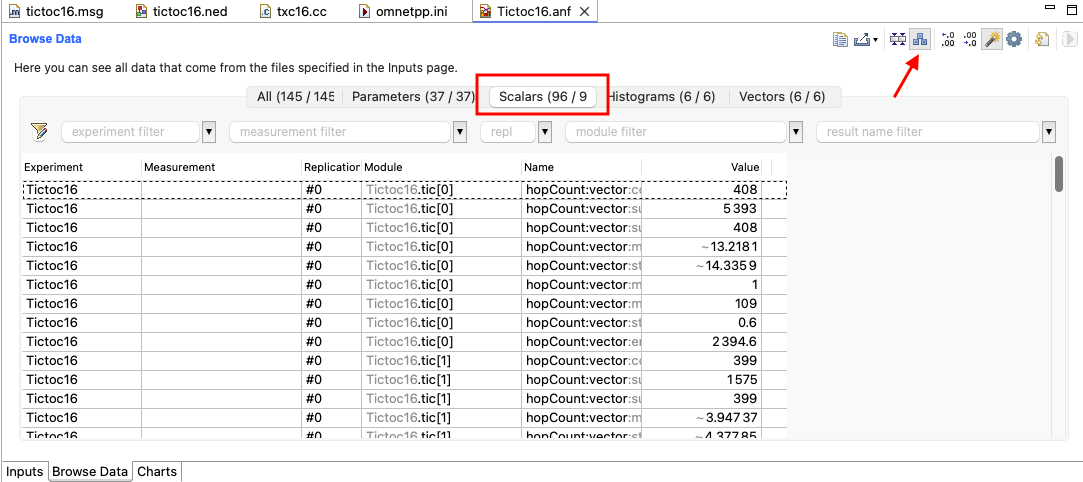 tictoc16.msg tictoc16.ned txc16.cc omnetpp.ini Tictoc16.anf
Browse Data
←.0 .00 .00 →.0
Here you can see all data that come from the files specified in the Inputs page.
All (145 / 145 Parameters (37 / 37) Scalars (96 / 9 Histograms (6 / 6) Vectors (6 / 6)
experiment filter measurement filter repl module filter result name filter
Experiment Measurement Replication Module Name Value
Tictoc16 #0 Tictoc16.tic[0] hopCount:vector:co 408
Tictoc16 #0 Tictoc16.tic[0] hopCount:vector:su 5 393
Tictoc16 #0 Tictoc16.tic[0] hopCount:vector:su 408
Tictoc16 #0 Tictoc16.tic[0] hopCount:vector:m ~13.218 1
Tictoc16 #0 Tictoc16.tic[0] hopCount:vector:st ~14.335 9
Tictoc16 #0 Tictoc16.tic[0] hopCount:vector:m 1
Tictoc16 #0 Tictoc16.tic[0] hopCount:vector:m 109
Tictoc16 #0 Tictoc16.tic[0] hopCount:vector:st 0.6
Tictoc16 #0 Tictoc16.tic[0] hopCount:vector:en 2 394.6
Tictoc16 #0 Tictoc16.tic[1] hopCount:vector:co 399
Tictoc16 #0 Tictoc16.tic[1] hopCount:vector:su 1 575
Tictoc16 #0 Tictoc16.tic[1] hopCount:vector:su 399
Tictoc16 #0 Tictoc16.tic[1] hopCount:vector:m ~3.947 37
Tictoc16 #0 Tictoc16.tic[1] hopCount:vector:st ~4.377 85
Inputs Browse Data Charts